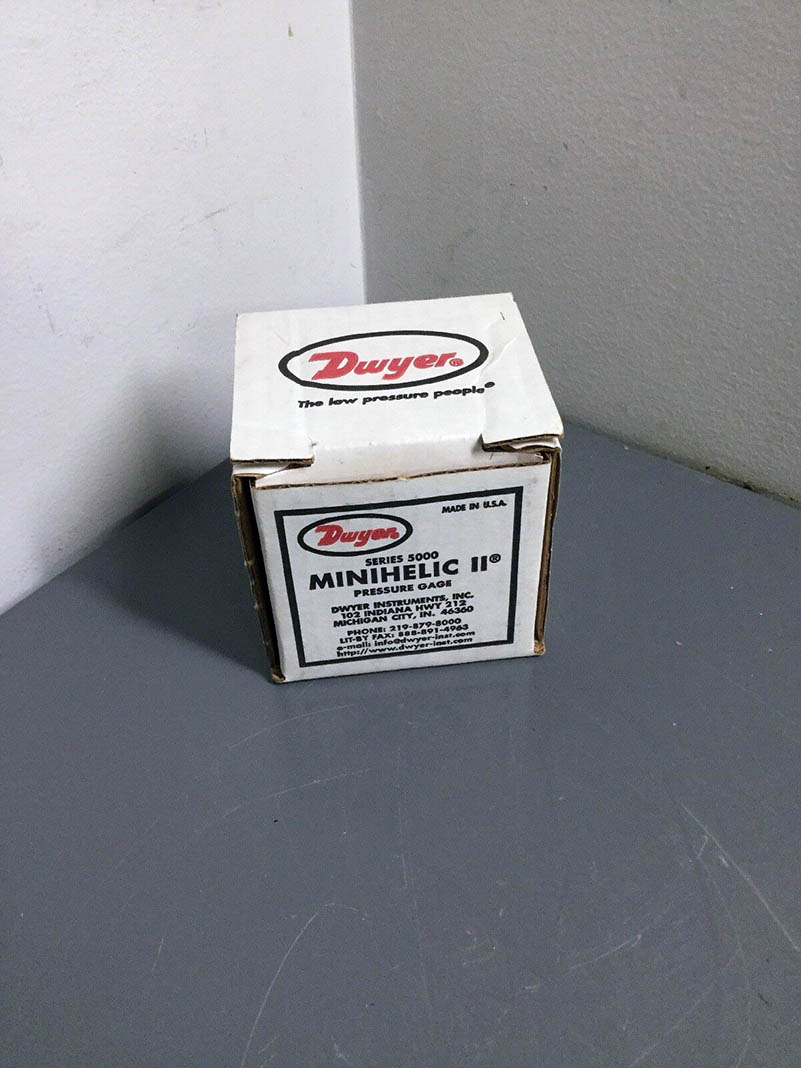 Dwyer®
The low pressure people®
MADE IN U.S.A.
Dwyer
SERIES 5000
MINIHELIC II®
PRESSURE GAGE
DWYER INSTRUMENTS, INC.
102 INDIANA HWY 212
MICHIGAN CITY, IN. 46360
PHONE: 219-879-8000
LIT-BY FAX: 888-891-4963
e-mail: info@dwyer-inst.com
http://www.dwyer-inst.com